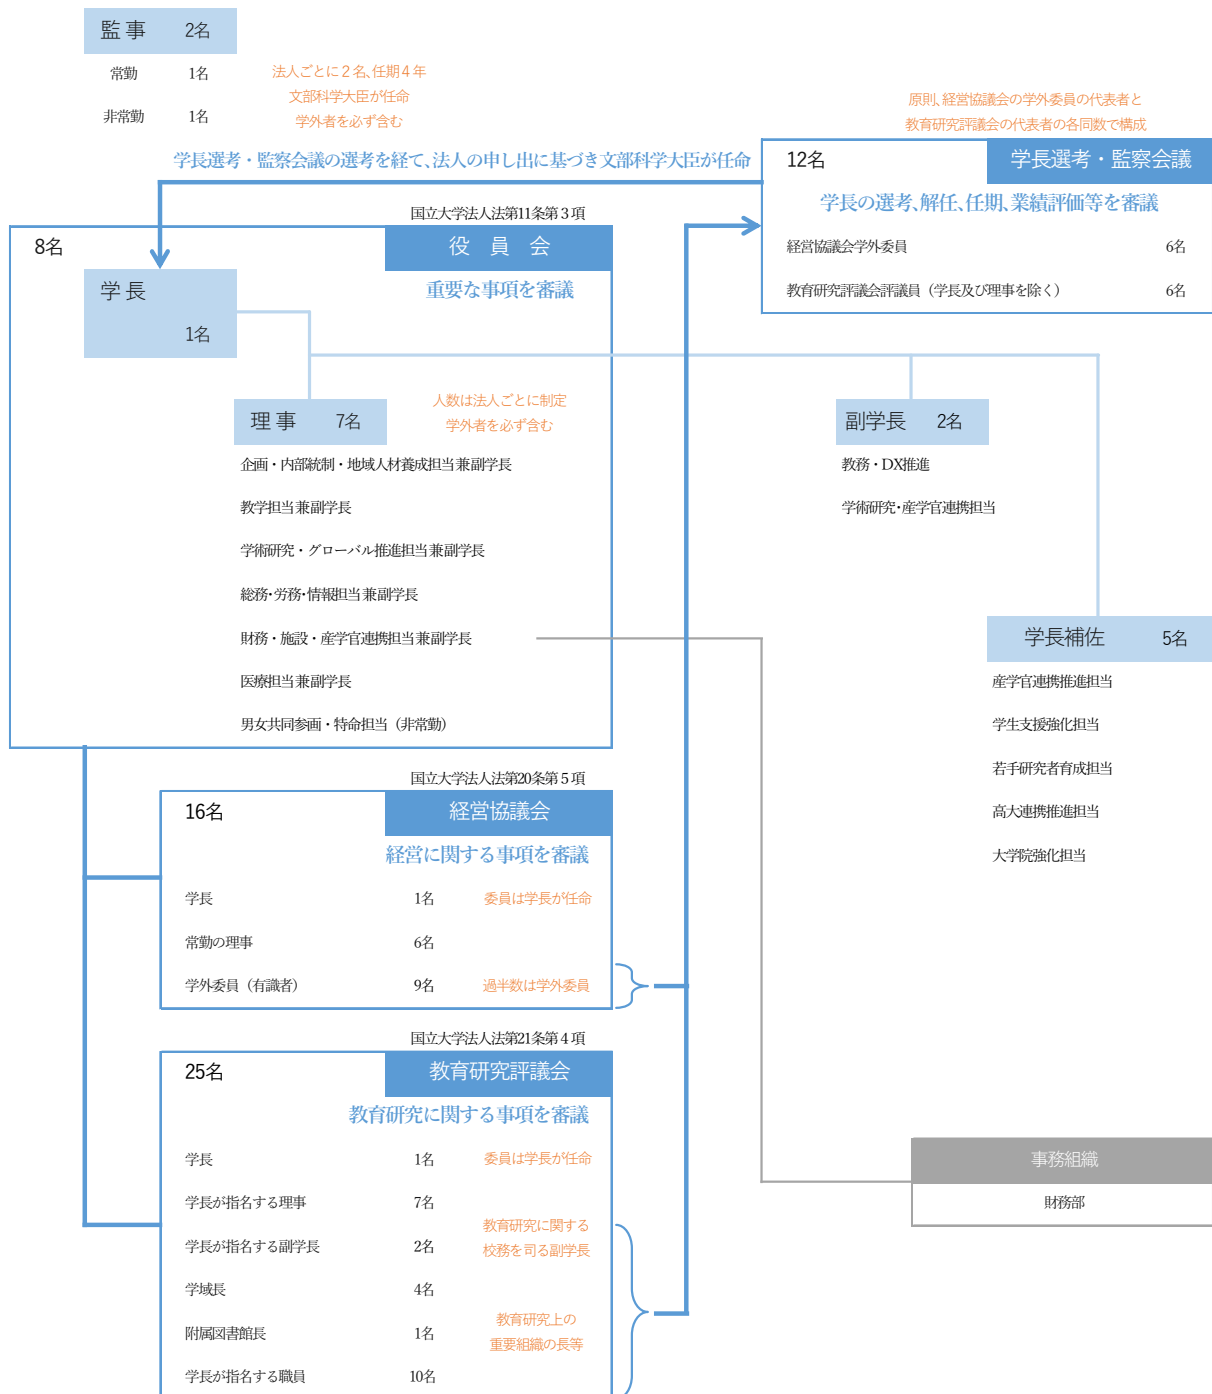 監 事 2名
常勤 1名
非常勤 1名
法人ごとに２名、任期４年
文部科学大臣が任命
学外者を必ず含む
原則、経営協議会の学外委員の代表者と
教育研究評議会の代表者の各同数で構成
学長選考・監察会議の選考を経て、法人の申し出に基づき文部科学大臣が任命
12名 学長選考・監察会議
学長の選考、解任、任期、業績評価等を審議
経営協議会学外委員 6名
教育研究評議会評議員（学長及び理事を除く） 6名
国立大学法人法第11条第３項
8名 役 員 会
重要な事項を審議
学 長
1名
理 事 7名
人数は法人ごとに制定
学外者を必ず含む
企画・内部統制・地域人材養成担当兼副学長
教学担当兼副学長
学術研究・グローバル推進担当兼副学長
総務・労務・情報担当兼副学長
財務・施設・産学官連携担当兼副学長
医療担当兼副学長
男女共同参画・特命担当（非常勤）
副学長 2名
教務・DX推進
学術研究・産学官連携担当
学長補佐 5名
産学官連携推進担当
学生支援強化担当
若手研究者育成担当
高大連携推進担当
大学院強化担当
国立大学法人法第20条第５項
16名 経営協議会
経営に関する事項を審議
学長 1名 委員は学長が任命
常勤の理事 6名
学外委員（有識者） 9名 過半数は学外委員
国立大学法人法第21条第４項
25名 教育研究評議会
教育研究に関する事項を審議
学長 1名 委員は学長が任命
学長が指名する理事 7名
教育研究に関する
校務を司る副学長
学長が指名する副学長 2名
学域長 4名
教育研究上の
重要組織の長等
附属図書館長 1名
学長が指名する職員 10名
事務組織
財務部